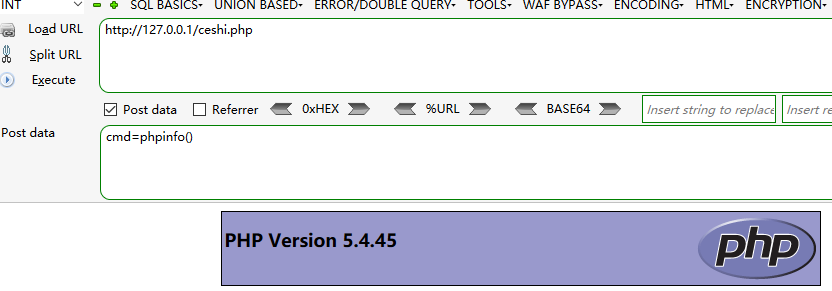 INT SQL BASICS UNION BASED ERROR/DOUBLE QUERY TOOLS WAF BYPASS ENCODING HTML ENCRYPTION
Load URL
http://127.0.0.1/ceshi.php
Split URL
Execute
Post data Referrer 0xHEX %URL BASE64 Insert string to replace Insert re
Post data
cmd=phpinfo()
PHP Version 5.4.45
php